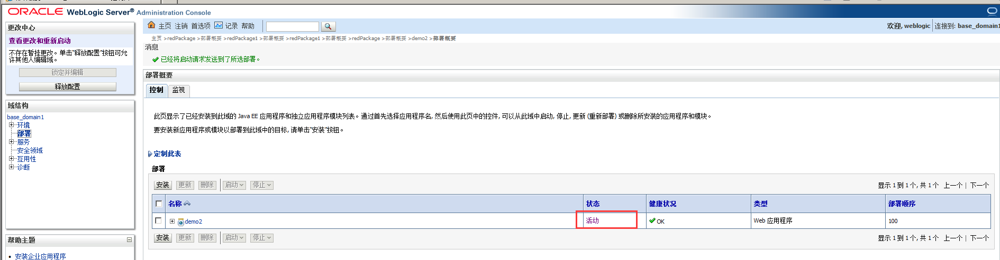 ORACLE WebLogic Server® Administration Console
更改中心
查看更改和重新启动
不存在暂挂更改。单击"释放配置"按钮可允
许其他人编辑域。
锁定并编辑
释放配置
域结构
base_domain1
环境
部署
服务
安全领域
互用性
诊断
帮助主题
安装企业应用程序
主页 注销 首选项 记录 帮助
欢迎, weblogic 连接到: base_domain1
主页 >redPackage >部署概要 >redPackage1 >部署概要 >redPackage1 >部署概要 >redPackage >部署概要 >demo2 >部署概要
消息
已经将启动请求发送到了所选部署。
部署概要
控制 监视
此页显示了已经安装到此域的 Java EE 应用程序和独立应用程序模块列表。通过首先选择应用程序名, 然后使用此页中的控件, 可以从此域中启动, 停止, 更新 (重新部署) 或删除所安装的应用程序和模块。
要安装新应用程序或模块以部署到此域中的目标, 请单击"安装"按钮。
定制此表
部署
安装 更新 删除 启动 停止 显示 1 到 1 个, 共 1 个 上一个 | 下一个
名称 状态 健康状况 类型 部署顺序
demo2 活动 OK Web 应用程序 100
安装 更新 删除 启动 停止 显示 1 到 1 个, 共 1 个 上一个 | 下一个